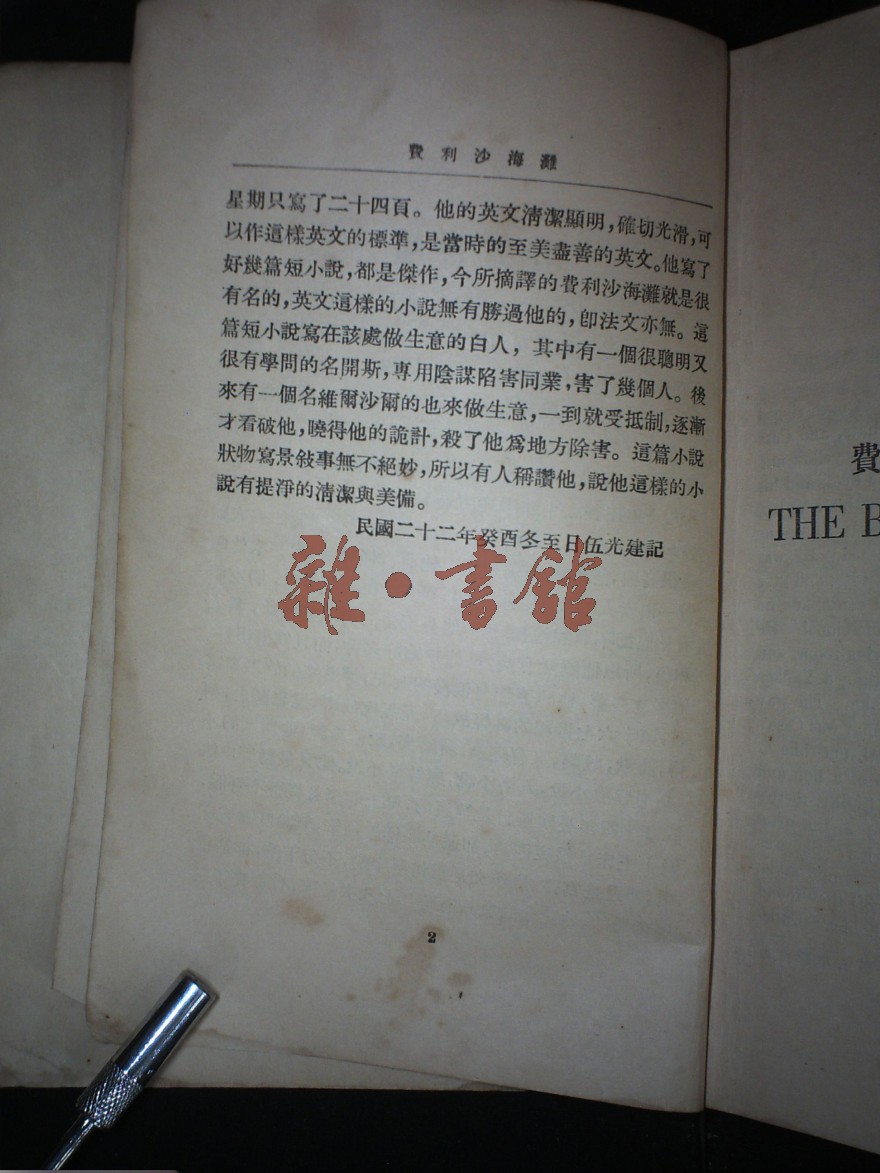 費利沙海灘
星期只寫了二十四頁。他的英文清潔顯明,確切光滑,可
以作這樣英文的標準,是當時的至美盡善的英文。他寫了
好幾篇短小說,都是傑作,今所摘譯的費利沙海灘就是很
有名的,英文這樣的小說無有勝過他的,卽法文亦無。這
篇短小說寫在該處做生意的白人,其中有一個很聰明又
很有學問的名開斯,專用陰謀陷害同業,害了幾個人。後
來有一個名維爾沙爾的也來做生意,一到就受抵制,逐漸
才看破他,曉得他的詭計,殺了他爲地方除害。這篇小說
狀物寫景敍事無不絕妙,所以有人稱讚他,說他這樣的小
說有提淨的清潔與美備。
民國二十二年癸酉冬至日伍光建記
雜·書館
2
費
THE B